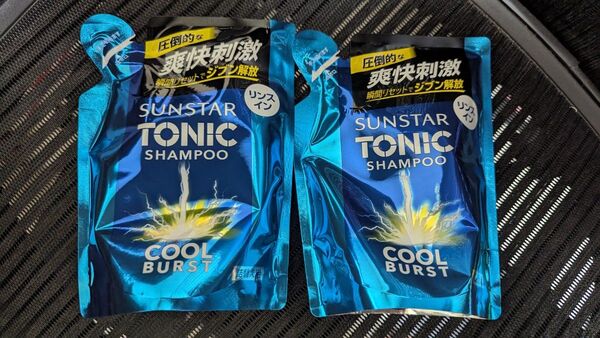 圧倒的な
爽快刺激
瞬間リセットでジブン解放
リンスイン
SUNSTAR
TONIC
SHAMPOO
COOL
BURST
圧倒的な
爽快刺激
瞬間リセットでジブン解放
リンスイン
SUNSTAR
TONIC
SHAMPOO
COOL
BURST